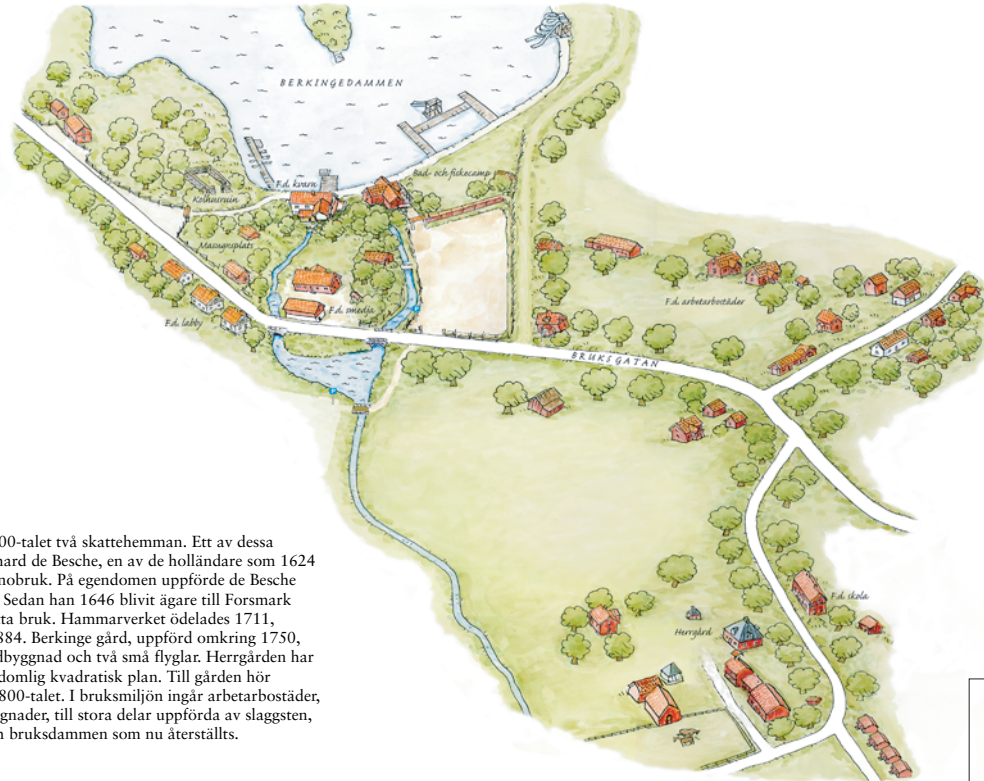 BERKINGEDAMMEN
Bad- och fiskecamp
F.d. kvarn
Kolhusruin
Masugnsplats
F.d. arbetarbostäder
F.d. smedja
F.d. labby
BRUKSGATAN
00-talet två skattehemman. Ett av dessa
nard de Besche, en av de holländare som 1624
nobruk. På egendomen uppförde de Besche
Sedan han 1646 blivit ägare till Forsmark
tta bruk. Hammarverket ödelades 1711,
884. Berkinge gård, uppförd omkring 1750,
dbyggnad och två små flyglar. Herrgården har
domlig kvadratisk plan. Till gården hör
800-talet. I bruksmiljön ingår arbetarbostäder,
gnader, till stora delar uppförda av slaggsten,
n bruksdammen som nu återställts.
F.d. skola
Herrgård